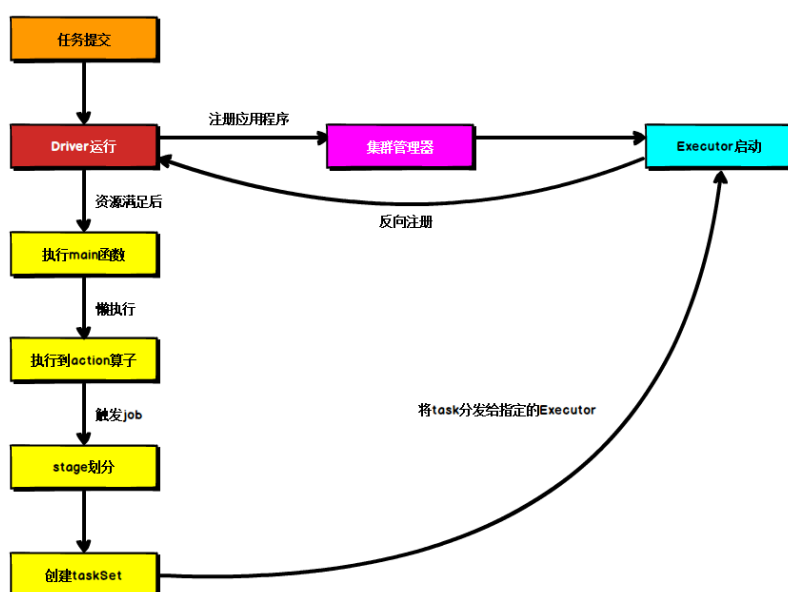 任务提交
注册应用程序
Driver运行
集群管理器
Executor启动
资源满足后
反向注册
执行main函数
懒执行
执行到action算子
将task分发给指定的Executor
触发job
stage划分
创建taskSet